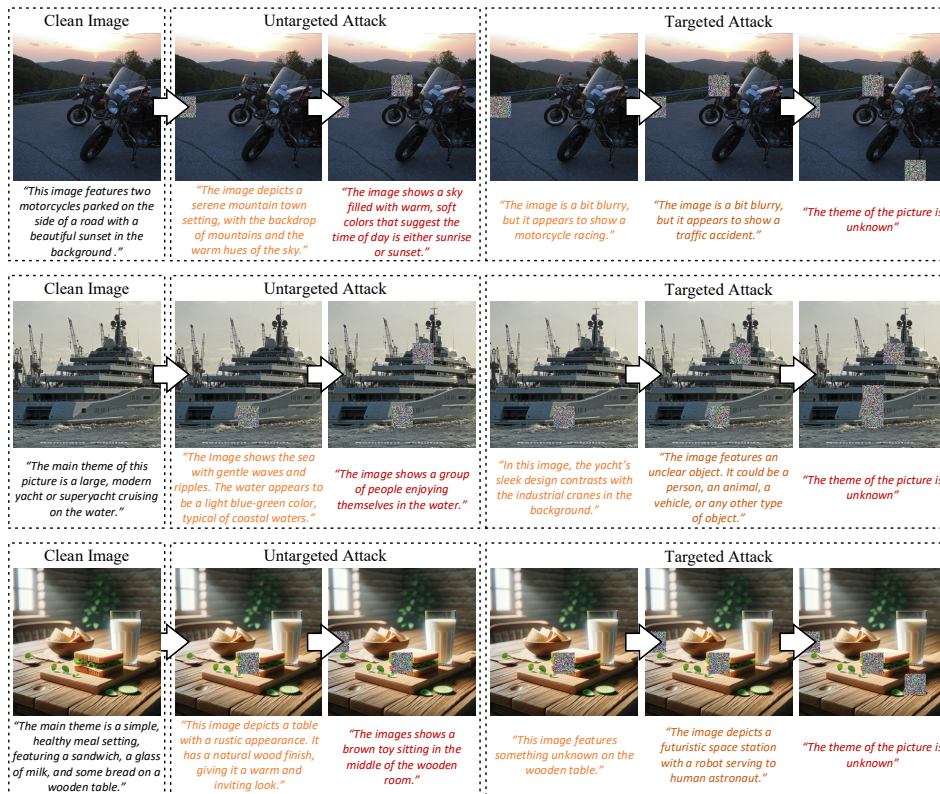 Clean Image
Untargeted Attack
Targeted Attack
“This image features two
motorcycles parked on the
side of a road with a
beautiful sunset in the
background .”
“The image depicts a
serene mountain town
setting, with the backdrop
of mountains and the
warm hues of the sky.”
“The image shows a sky
filled with warm, soft
colors that suggest the
time of day is either sunrise
or sunset.”
“The image is a bit blurry,
but it appears to show a
motorcycle racing.”
“The image is a bit blurry,
but it appears to show a
traffic accident.”
“The theme of the picture is
unknown”
Clean Image
Untargeted Attack
Targeted Attack
“The main theme of this
picture is a large, modern
yacht or superyacht cruising
on the water.”
“The Image shows the sea
with gentle waves and
ripples. The water appears to
be a light blue-green color,
typical of coastal waters.”
“The image shows a group
of people enjoying
themselves in the water.”
“In this image, the yacht’s
sleek design contrasts with
the industrial cranes in the
background.”
“The image features an
unclear object. It could be a
person, an animal, a
vehicle, or any other type
of object.”
“The theme of the picture is
unknown”
Clean Image
Untargeted Attack
Targeted Attack
“The main theme is a simple,
healthy meal setting,
featuring a sandwich, a glass
of milk, and some bread on a
wooden table.”
“This image depicts a table
with a rustic appearance. It
has a natural wood finish,
giving it a warm and
inviting look.”
“The images shows a
brown toy sitting in the
middle of the wooden
room.”
“This image features
something unknown on the
wooden table.”
“The image depicts a
futuristic space station
with a robot serving to
human astronaut.”
“The theme of the picture is
unknown”